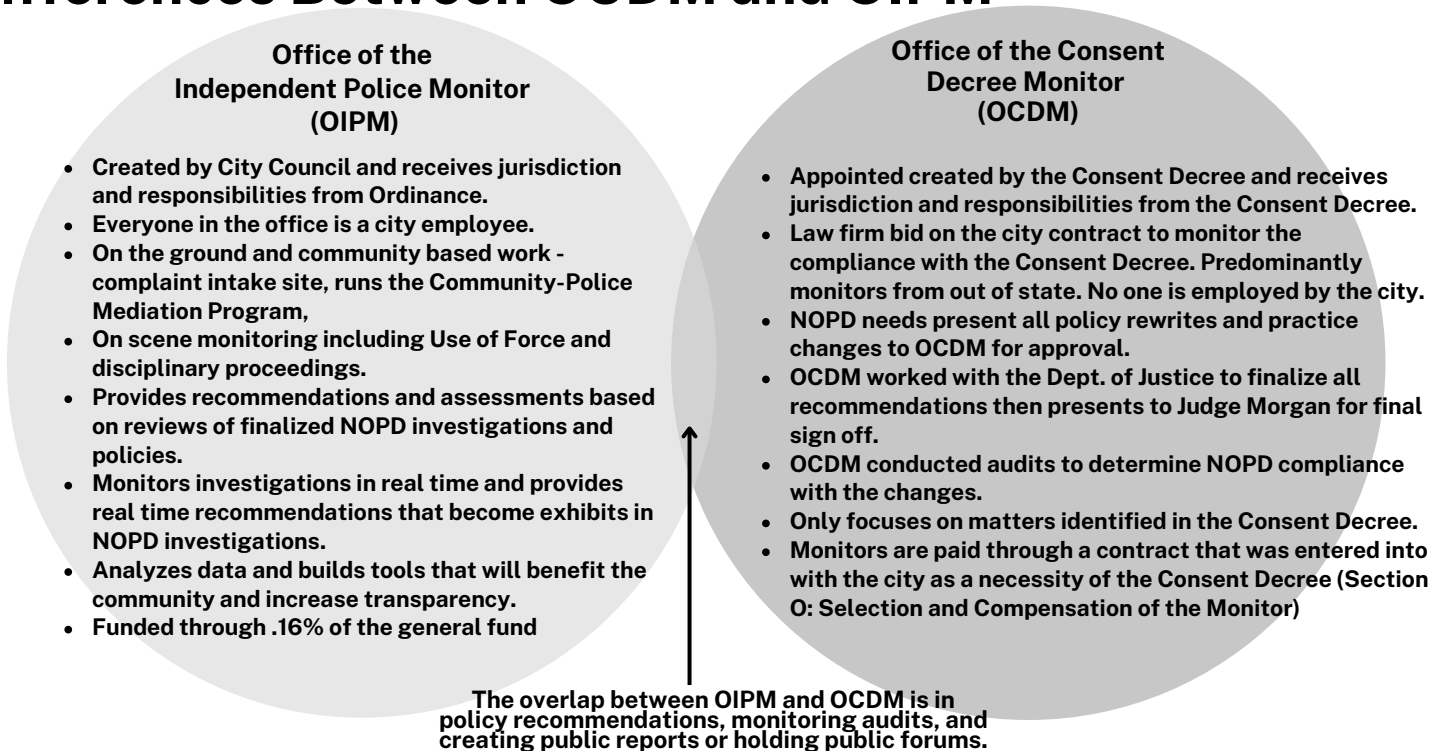 Differences Between OCDM and OIPM
Office of the
Independent Police Monitor
(OIPM)
• Created by City Council and receives jurisdiction
and responsibilities from Ordinance.
• Everyone in the office is a city employee.
• On the ground and community based work -
complaint intake site, runs the Community-Police
Mediation Program,
• On scene monitoring including Use of Force and
disciplinary proceedings.
• Provides recommendations and assessments based
on reviews of finalized NOPD investigations and
policies.
• Monitors investigations in real time and provides
real time recommendations that become exhibits in
NOPD investigations.
• Analyzes data and builds tools that will benefit the
community and increase transparency.
• Funded through .16% of the general fund
Office of the Consent
Decree Monitor
(OCDM)
• Appointed created by the Consent Decree and receives
jurisdiction and responsibilities from the Consent Decree.
• Law firm bid on the city contract to monitor the
compliance with the Consent Decree. Predominantly
monitors from out of state. No one is employed by the city.
• NOPD needs present all policy rewrites and practice
changes to OCDM for approval.
• OCDM worked with the Dept. of Justice to finalize all
recommendations then presents to Judge Morgan for final
sign off.
• OCDM conducted audits to determine NOPD compliance
with the changes.
• Only focuses on matters identified in the Consent Decree.
• Monitors are paid through a contract that was entered into
with the city as a necessity of the Consent Decree (Section
O: Selection and Compensation of the Monitor)
The overlap between OIPM and OCDM is in
policy recommendations, monitoring audits, and
creating public reports or holding public forums.